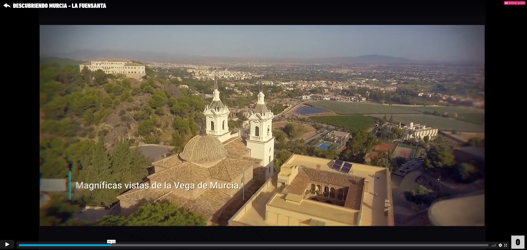 DESCUBRIENDO MURCIA - LA FUENSANTA
Magníficas vistas de la Vega de Murcia.